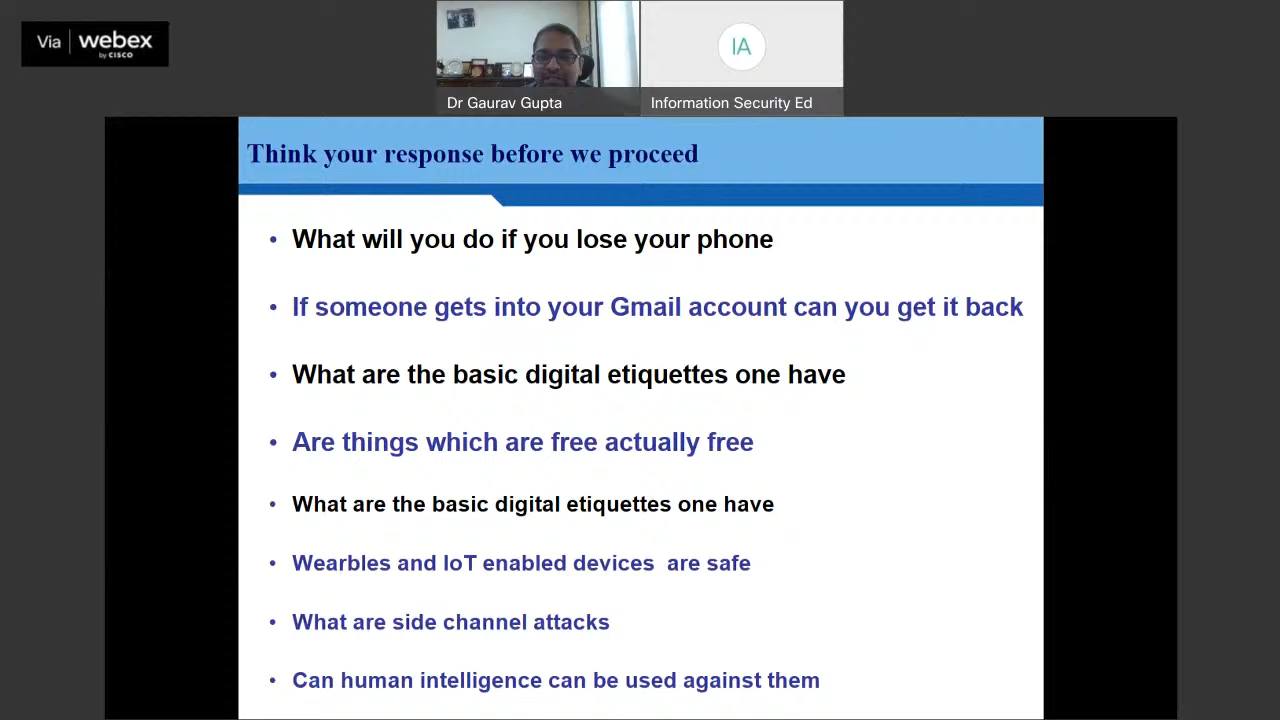 Via webex
by CISCO
IA
Dr Gaurav Gupta
Information Security Ed
Think your response before we proceed
• What will you do if you lose your phone
• If someone gets into your Gmail account can you get it back
• What are the basic digital etiquettes one have
• Are things which are free actually free
• What are the basic digital etiquettes one have
• Wearbles and IoT enabled devices  are safe
• What are side channel attacks
• Can human intelligence can be used against them